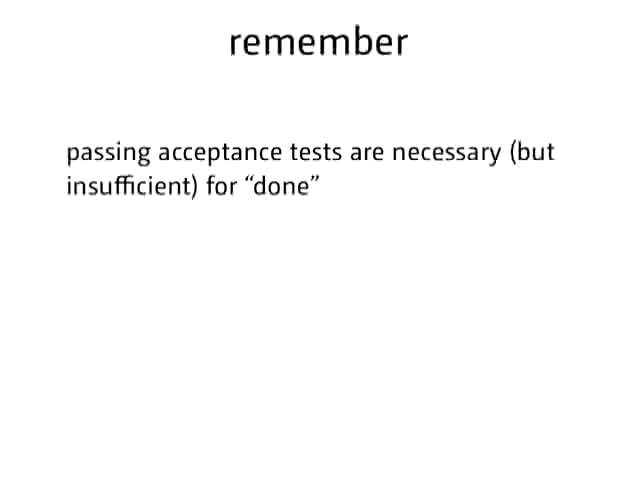 remember
passing acceptance tests are necessary (but
insufficient) for “done”